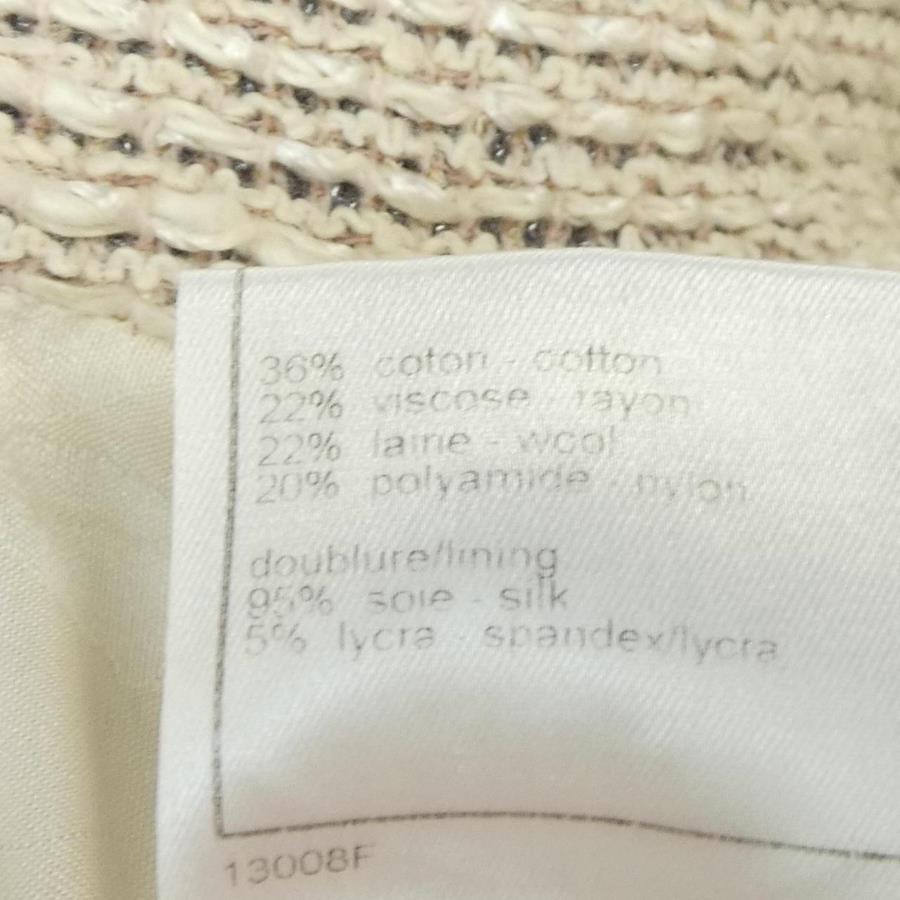 36% coton - cotton
22% viscose - rayon
22% laine - wool
20% polyamide - nylon
doublure/lining
95% soie - silk
5% lycra - spandex/lycra
13008F